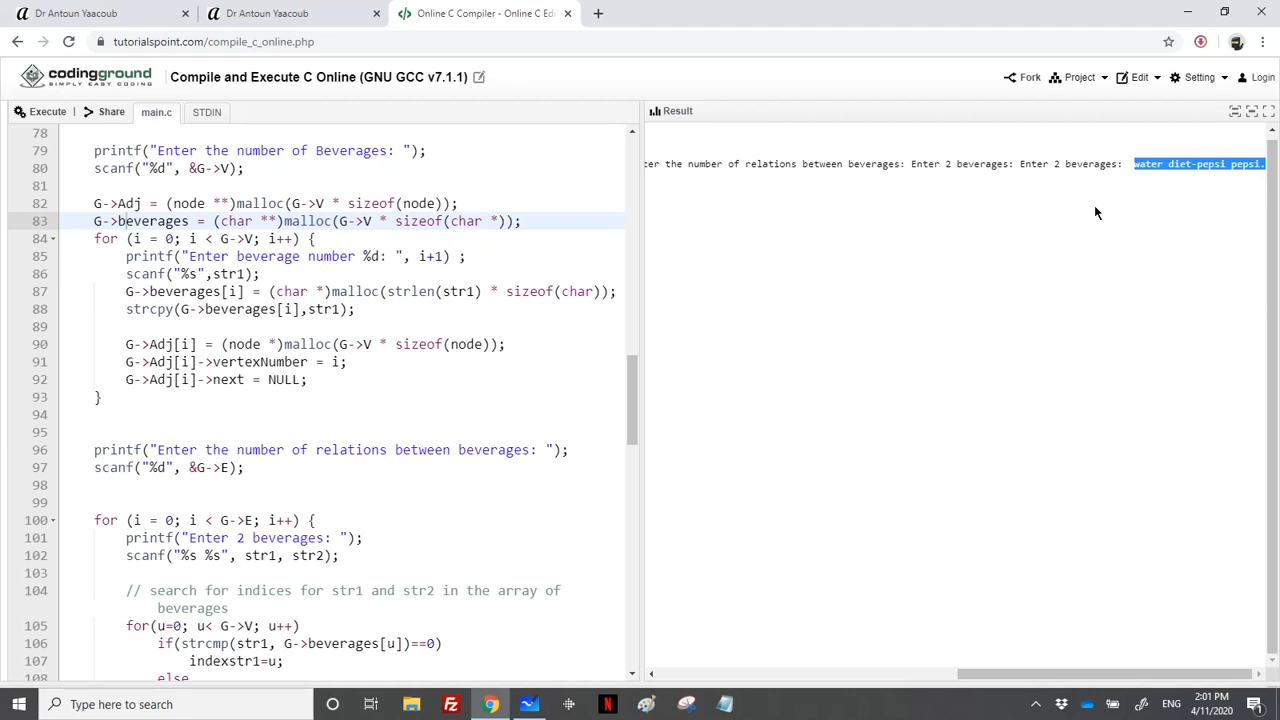 Dr Antoun Yaacoub
Dr Antoun Yaacoub
Online C Compiler - Online C Edi
tutorialspoint.com/compile_c_online.php
codingground
SIMPLY EASY CODING
Compile and Execute C Online (GNU GCC v7.1.1)
Fork
Project
Edit
Setting
Login
Execute
Share
main.c
STDIN
Result
78
79 printf("Enter the number of Beverages: ");
80 scanf("%d", &G->V);
81
82 G->Adj = (node **)malloc(G->V * sizeof(node));
83 G->beverages = (char **)malloc(G->V * sizeof(char *));
84 for (i = 0; i < G->V; i++) {
85 printf("Enter beverage number %d: ", i+1) ;
86 scanf("%s",str1);
87 G->beverages[i] = (char *)malloc(strlen(str1) * sizeof(char));
88 strcpy(G->beverages[i],str1);
89
90 G->Adj[i] = (node *)malloc(G->V * sizeof(node));
91 G->Adj[i]->vertexNumber = i;
92 G->Adj[i]->next = NULL;
93 }
94
95
96 printf("Enter the number of relations between beverages: ");
97 scanf("%d", &G->E);
98
99
100 for (i = 0; i < G->E; i++) {
101 printf("Enter 2 beverages: ");
102 scanf("%s %s", str1, str2);
103
104 // search for indices for str1 and str2 in the array of
beverages
105 for(u=0; u< G->V; u++)
106 if(strcmp(str1, G->beverages[u])==0)
107 indexstr1=u;
108 else
ter the number of relations between beverages: Enter 2 beverages: Enter 2 beverages: water diet-pepsi pepsi.
Type here to search
ENG
2:01 PM
4/11/2020